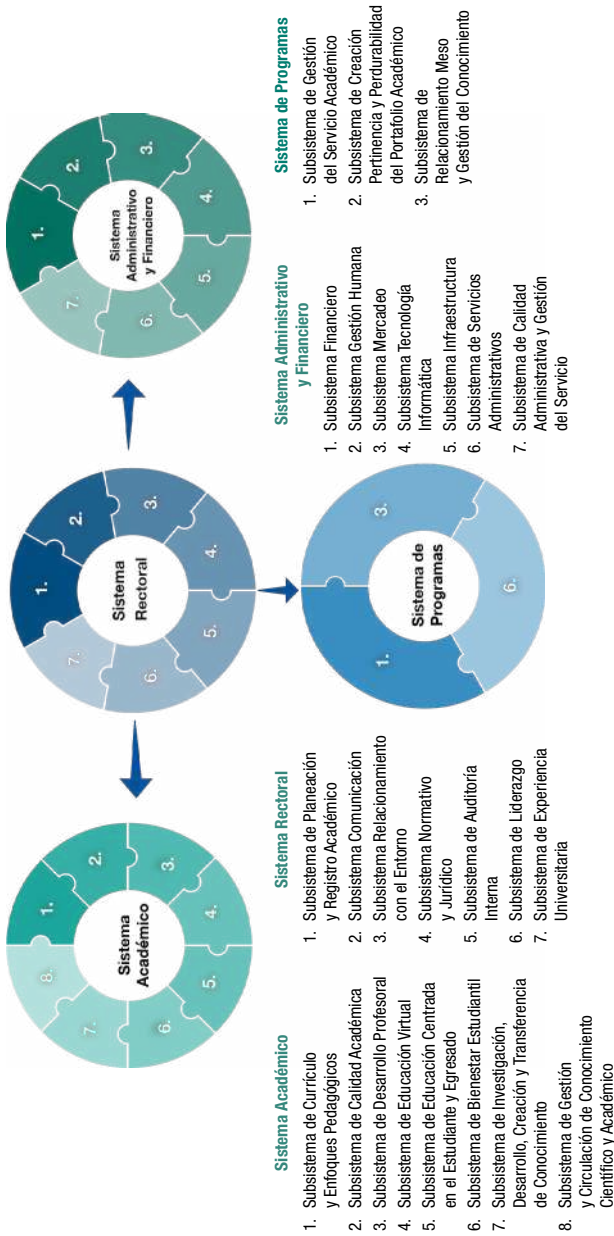 1.
2.
3.
4.
5.
6.
7.
8.
Sistema
Académico
1.
2.
3.
4.
5.
6.
7.
Sistema
Rectoral
1.
2.
3.
4.
5.
6.
7.
Sistema
Administrativo
y Financiero
1.
3.
6.
Sistema de
Programas
Sistema Académico
1. Subsistema de Currículo
y Enfoques Pedagógicos
2. Subsistema de Calidad Académica
3. Subsistema de Desarrollo Profesoral
4. Subsistema de Educación Virtual
5. Subsistema de Educación Centrada
en el Estudiante y Egresado
6. Subsistema de Bienestar Estudiantil
7. Subsistema de Investigación,
Desarrollo, Creación y Transferencia
de Conocimiento
8. Subsistema de Gestión
y Circulación de Conocimiento
Científico y Académico
Sistema Rectoral
1. Subsistema de Planeación
y Registro Académico
2. Subsistema Comunicación
3. Subsistema Relacionamiento
con el Entorno
4. Subsistema Normativo
y Jurídico
5. Subsistema de Auditoría
Interna
6. Subsistema de Liderazgo
7. Subsistema de Experiencia
Universitaria
Sistema Administrativo
y Financiero
1. Subsistema Financiero
2. Subsistema Gestión Humana
3. Subsistema Mercadeo
4. Subsistema Tecnología
Informática
5. Subsistema Infraestructura
6. Subsistema de Servicios
Administrativos
7. Subsistema de Calidad
Administrativa y Gestión
del Servicio
Sistema de Programas
1. Subsistema de Gestión
del Servicio Académico
2. Subsistema de Creación
Pertinencia y Perdurabilidad
del Portafolio Académico
3. Subsistema de
Relacionamiento Meso
y Gestión del Conocimiento